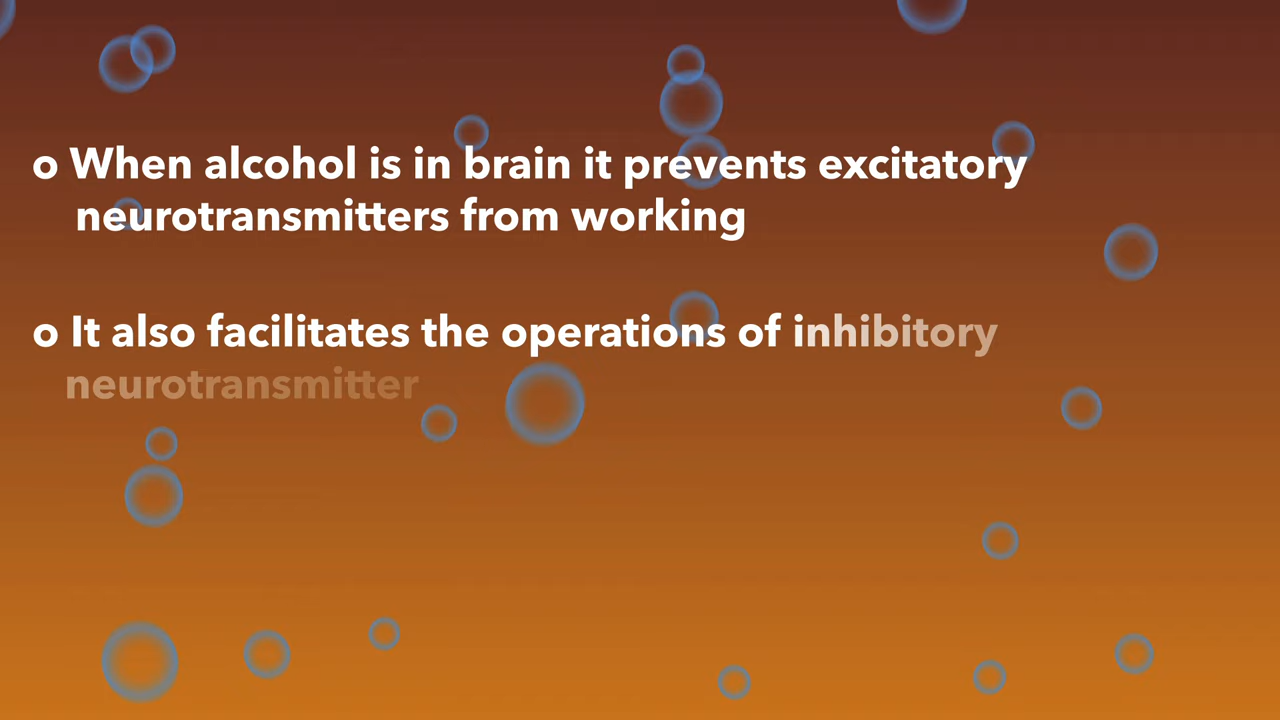 o When alcohol is in brain it prevents excitatory
neurotransmitters from working
o It also facilitates the operations of inhibitory
neurotransmitter